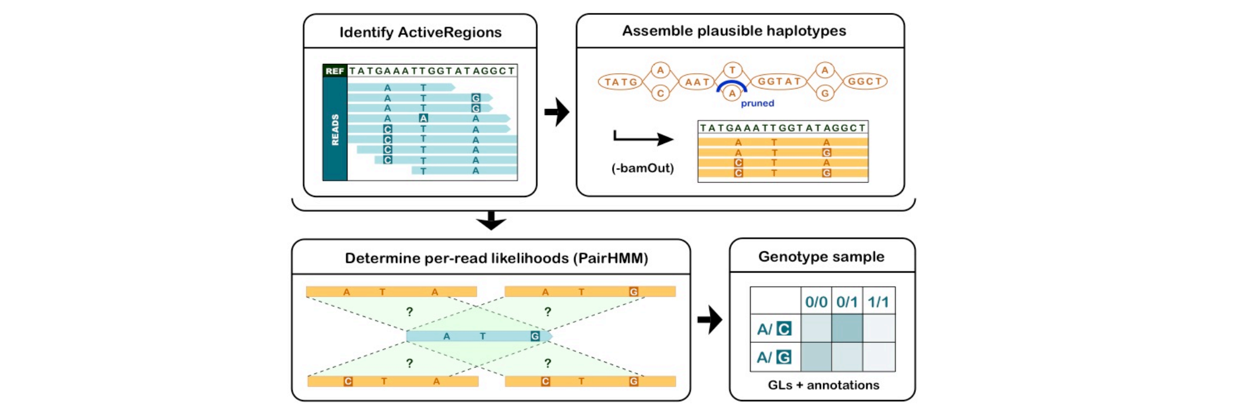 Identify ActiveRegions
REF TATGAAATTGGTATAGGCT
READS
A T
A T G
A T G
A A A
C T A
C T A
C T A
C T A
T A
Assemble plausible haplotypes
A T A
TATG AAT GGTAT GGCT
C A G
pruned
(-bamOut)
TATGAAATTGGTATAGGCT
A T A
A T G
C T A
C T G
Determine per-read likelihoods (PairHMM)
A T A A T G
? ?
A T G
? ?
C T A C T G
Genotype sample
0/0 0/1 1/1
A/ C
A/ G
GLs + annotations